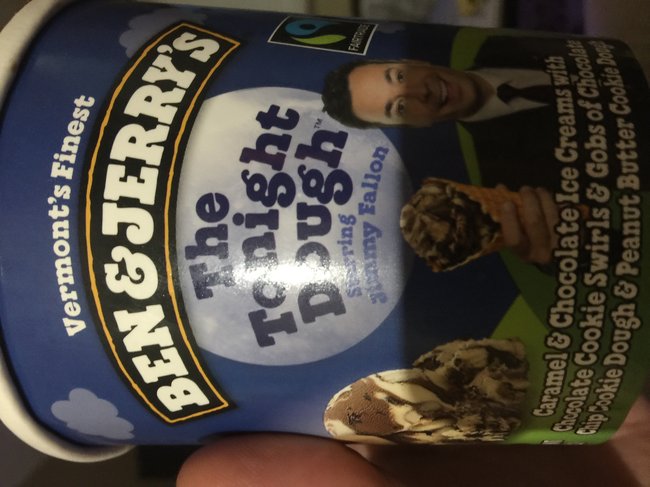 Vermont's Finest
BEN & JERRY'S
FAIRTRADE
The
Tonight
Dough™
Starring
Jimmy Fallon
Caramel & Chocolate Ice Creams with
Chocolate Cookie Swirls & Gobs of Chocolate
Chip Cookie Dough & Peanut Butter Cookie Dough